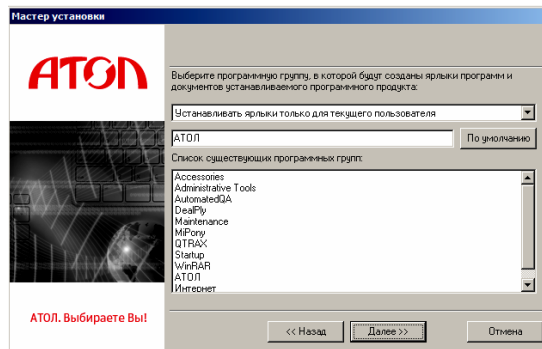 Мастер установки
АТОЛ
Выберите программную группу, в которой будут созданы ярлыки программ и
документов устанавливаемого программного продукта:
Устанавливать ярлыки только для текущего пользователя
АТОЛ
По умолчанию
Список существующих программных групп:
Accessories
Administrative Tools
AutomatedQA
DealPly
Maintenance
MiPony
QTRAX
Startup
WinRAR
АТОЛ
Интернет
АТОЛ. Выбираете Вы!
<< Назад
Далее >>
Отмена